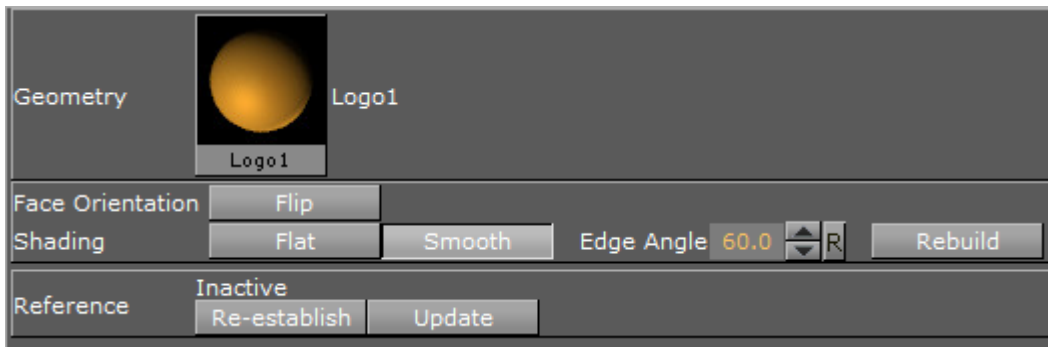 Geometry
Logo1
Logo1
Face Orientation Flip
Shading Flat Smooth Edge Angle 60.0 R Rebuild
Reference
Inactive
Re-establish Update